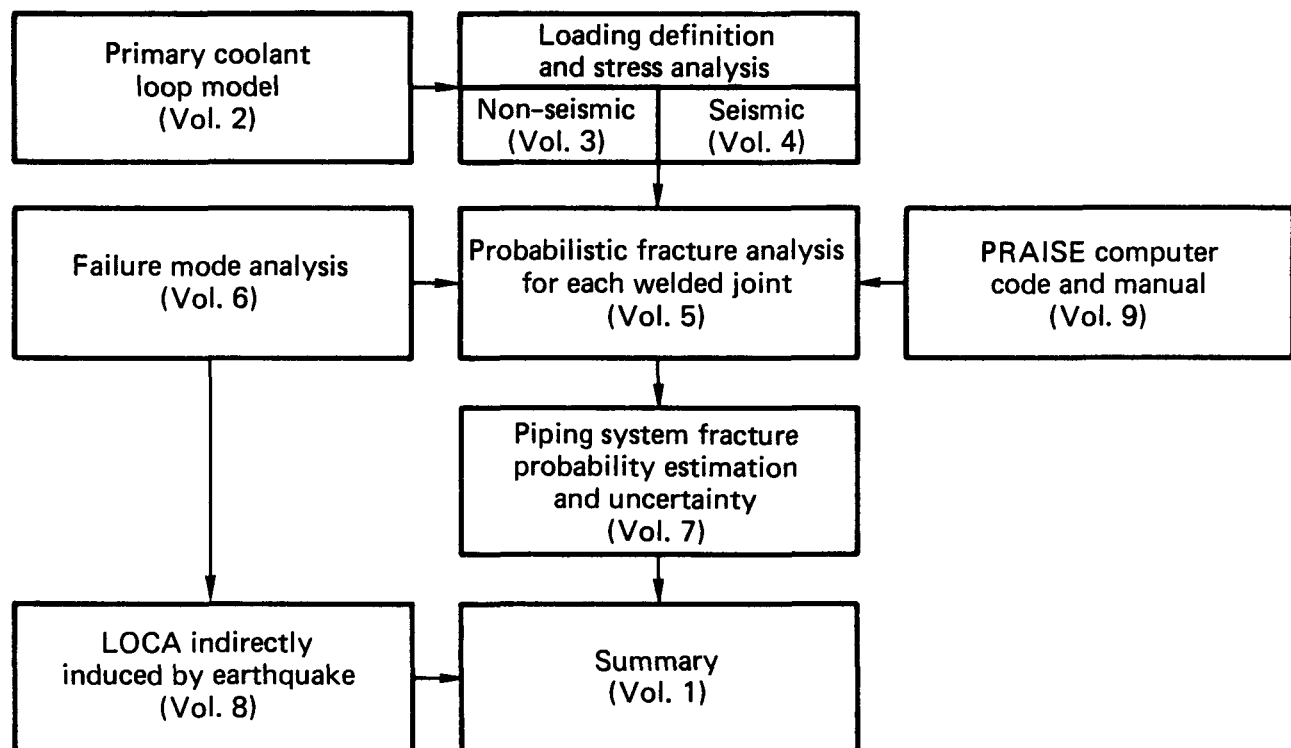 Primary coolant
loop model
(Vol. 2)
Loading definition
and stress analysis
Non-seismic
(Vol. 3)
Seismic
(Vol. 4)
Failure mode analysis
(Vol. 6)
Probabilistic fracture analysis
for each welded joint
(Vol. 5)
PRAISE computer
code and manual
(Vol. 9)
Piping system fracture
probability estimation
and uncertainty
(Vol. 7)
LOCA indirectly
induced by earthquake
(Vol. 8)
Summary
(Vol. 1)